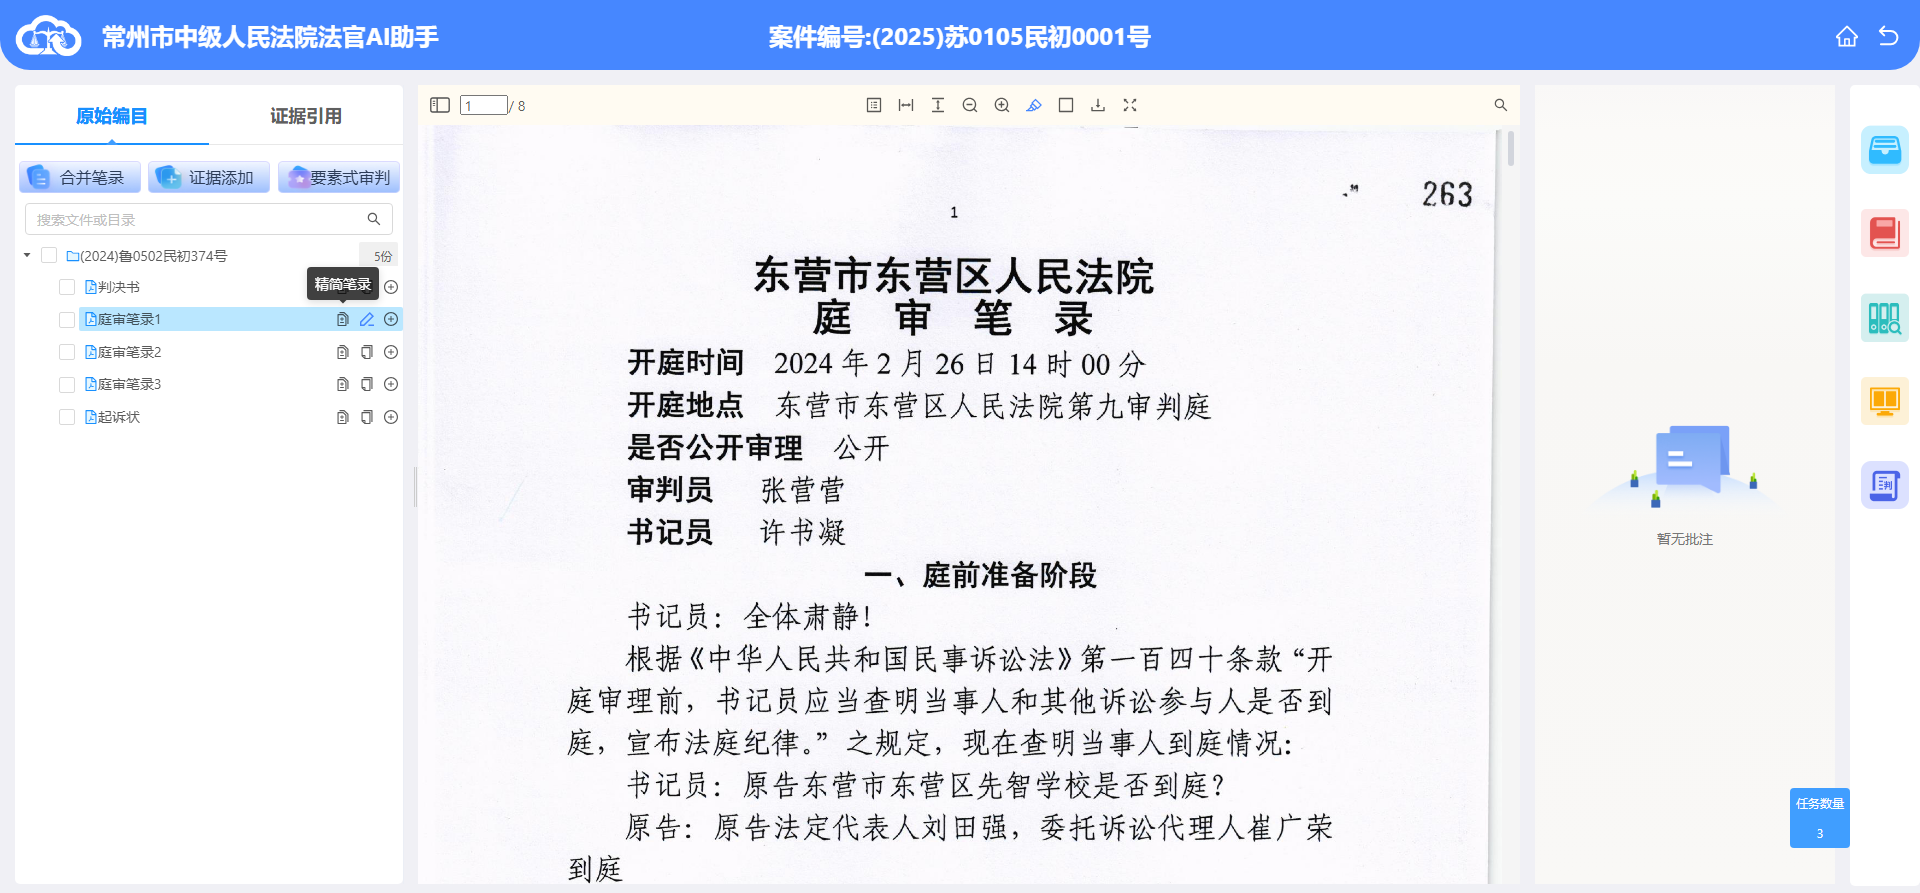 常州市中级人民法院法官AI助手
案件编号:(2025)苏0105民初0001号
原始编目
证据引用
合并笔录
证据添加
要素式审判
搜索文件或目录
(2024)鲁0502民初374号
5份
精简笔录
判决书
庭审笔录1
庭审笔录2
庭审笔录3
起诉状
1 / 8
263
1
东营市东营区人民法院
庭 审 笔 录
开庭时间 2024 年 2 月 26 日 14 时 00 分
开庭地点 东营市东营区人民法院第九审判庭
是否公开审理 公开
审判员 张营营
书记员 许书凝
一、庭前准备阶段
书记员：全体肃静！
根据《中华人民共和国民事诉讼法》第一百四十条款“开
庭审理前，书记员应当查明当事人和其他诉讼参与人是否到
庭，宣布法庭纪律。”之规定，现在查明当事人到庭情况：
书记员：原告东营市东营区先智学校是否到庭？
原告：原告法定代表人刘田强，委托诉讼代理人崔广荣
到庭
暂无批注
判
任务数量
3